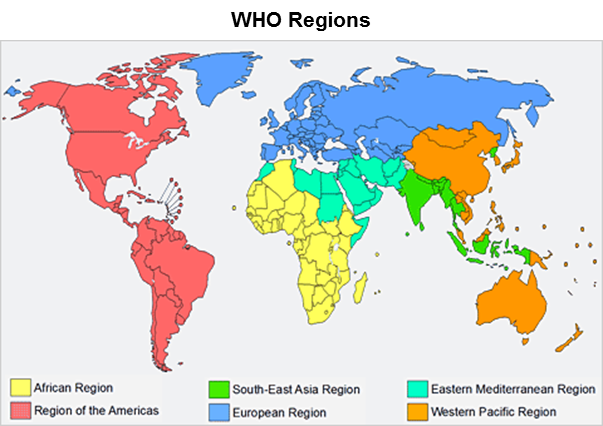 WHO Regions
African Region
South-East Asia Region
Eastern Mediterranean Region
Region of the Americas
European Region
Western Pacific Region